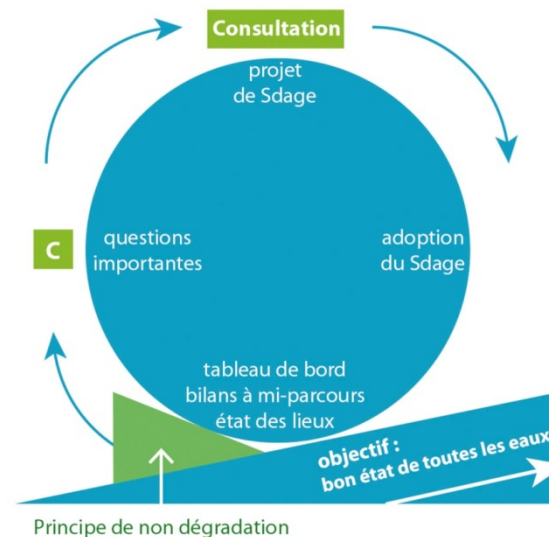 Consultation
projet
de Sdage
C
questions
importantes
adoption
du Sdage
tableau de bord
bilans à mi-parcours
état des lieux
objectif :
bon état de toutes les eaux
Principe de non dégradation